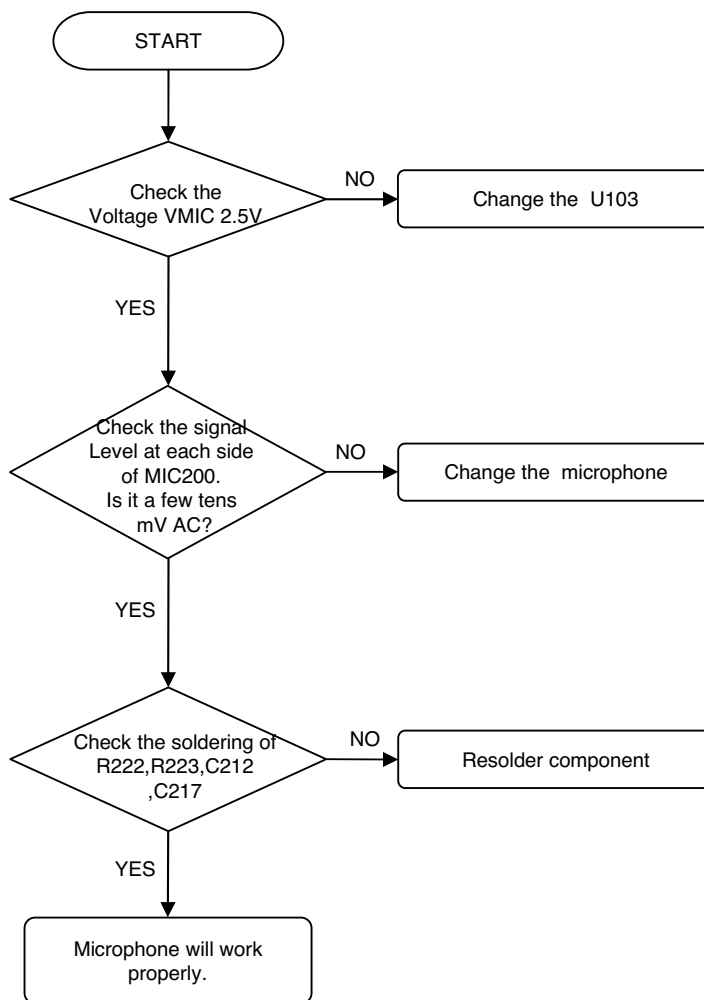 START
Check the
Voltage VMIC 2.5V
NO
Change the U103
YES
Check the signal
Level at each side
of MIC200.
Is it a few tens
mV AC?
NO
Change the microphone
YES
Check the soldering of
R222,R223,C212
,C217
NO
Resolder component
YES
Microphone will work
properly.